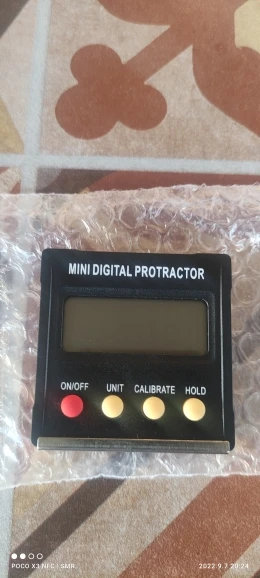 MINI DIGITAL PROTRACTOR
ON/OFF UNIT CALIBRATE HOLD
POCO X3 NFC | SMR
2022.9.7 20:24